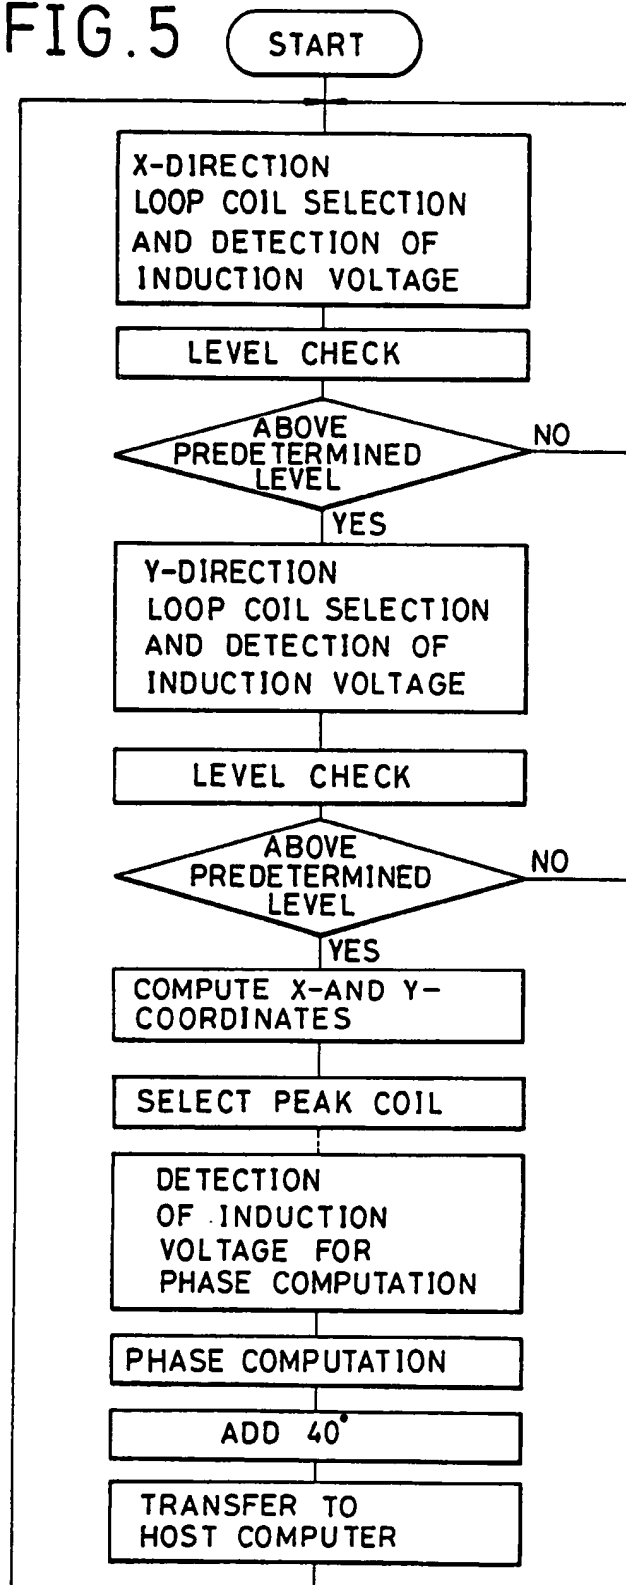 FIG.5
START
X-DIRECTION
LOOP COIL SELECTION
AND DETECTION OF
INDUCTION VOLTAGE
LEVEL CHECK
ABOVE
PREDETERMINED
LEVEL
NO
YES
Y-DIRECTION
LOOP COIL SELECTION
AND DETECTION OF
INDUCTION VOLTAGE
LEVEL CHECK
ABOVE
PREDETERMINED
LEVEL
NO
YES
COMPUTE X-AND Y-
COORDINATES
SELECT PEAK COIL
DETECTION
OF INDUCTION
VOLTAGE FOR
PHASE COMPUTATION
PHASE COMPUTATION
ADD 40°
TRANSFER TO
HOST COMPUTER